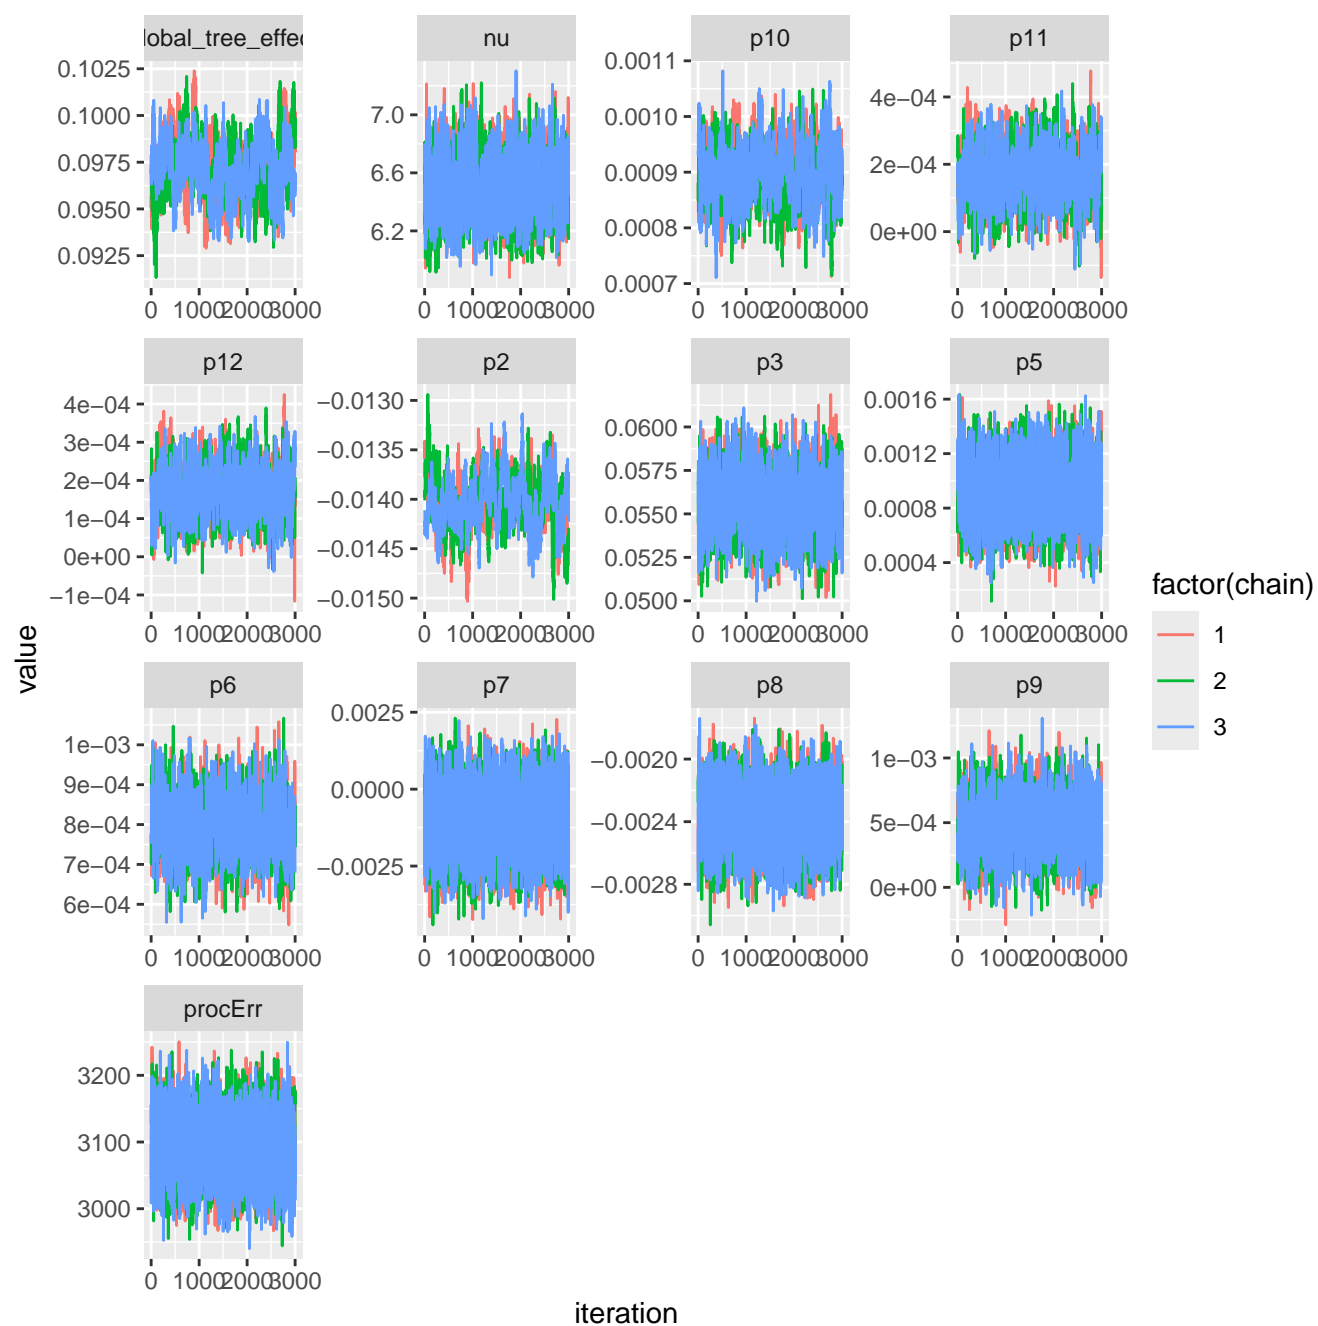 lobal_tree_effec nu p10 p11
0.1025
0.1000
0.0975
0.0950
0.0925
7.0
6.6
6.2
0.0011
0.0010
0.0009
0.0008
0.0007
4e−04
2e−04
0e+00
0 1000 2000 3000 0 1000 2000 3000 0 1000 2000 3000 0 1000 2000 3000
p12 p2 p3 p5
4e−04
3e−04
2e−04
1e−04
0e+00
−1e−04
−0.0130
−0.0135
−0.0140
−0.0145
−0.0150
0.0600
0.0575
0.0550
0.0525
0.0500
0.0016
0.0012
0.0008
0.0004
0 1000 2000 3000 0 1000 2000 3000 0 1000 2000 3000 0 1000 2000 3000
p6 p7 p8 p9
1e−03
9e−04
8e−04
7e−04
6e−04
0.0025
0.0000
−0.0025
−0.0020
−0.0024
−0.0028
1e−03
5e−04
0e+00
0 1000 2000 3000 0 1000 2000 3000 0 1000 2000 3000 0 1000 2000 3000
procErr
3200
3100
3000
0 1000 2000 3000
iteration
value
factor(chain)
1
2
3